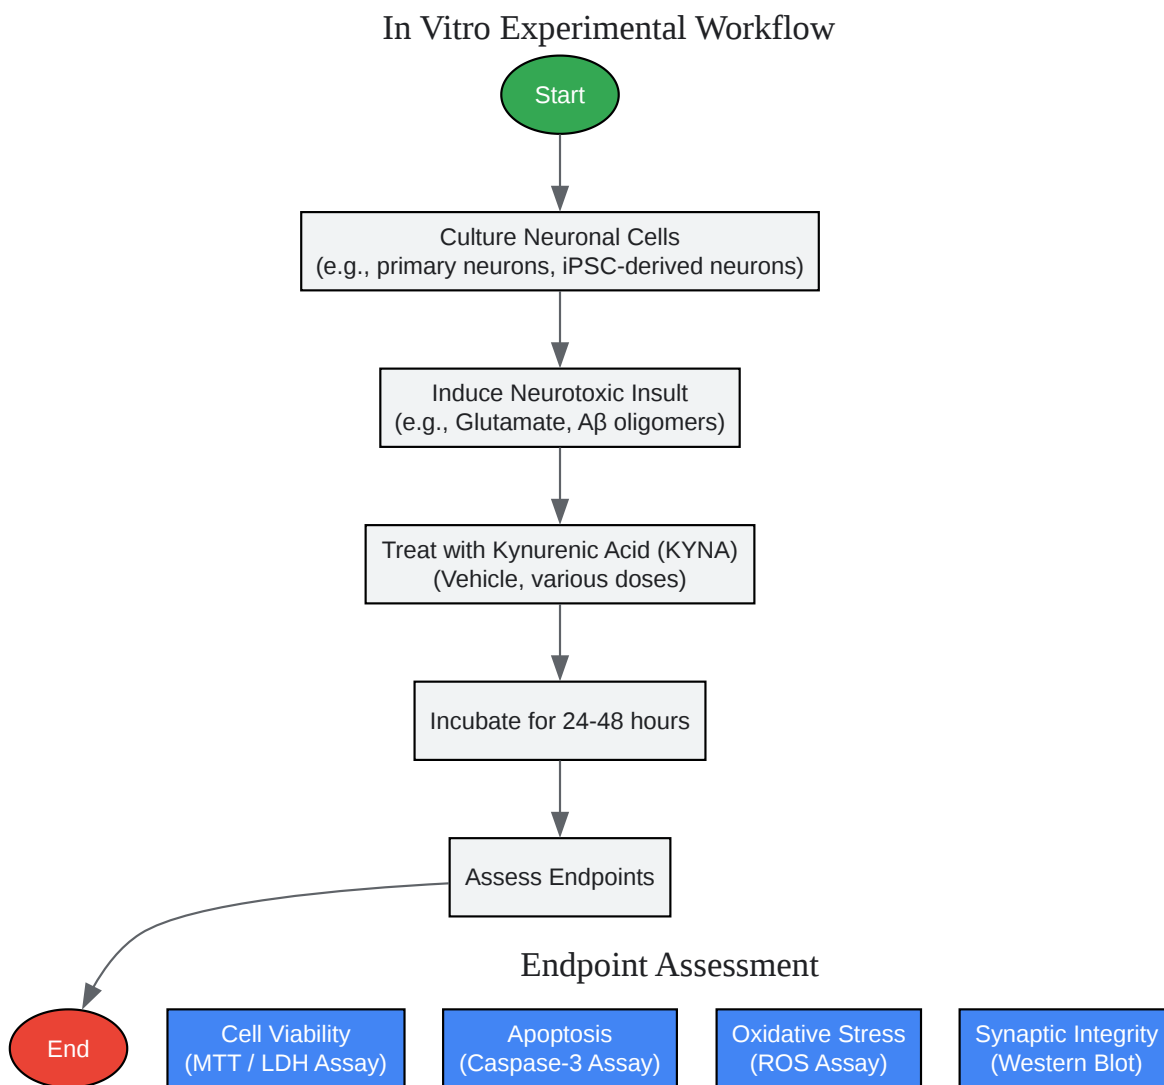 In Vitro Experimental Workflow
Start
Culture Neuronal Cells
(e.g., primary neurons, iPSC-derived neurons)
Induce Neurotoxic Insult
(e.g., Glutamate, Aβ oligomers)
Treat with Kynurenic Acid (KYNA)
(Vehicle, various doses)
Incubate for 24-48 hours
Assess Endpoints
Endpoint Assessment
End
Cell Viability
(MTT / LDH Assay)
Apoptosis
(Caspase-3 Assay)
Oxidative Stress
(ROS Assay)
Synaptic Integrity
(Western Blot)